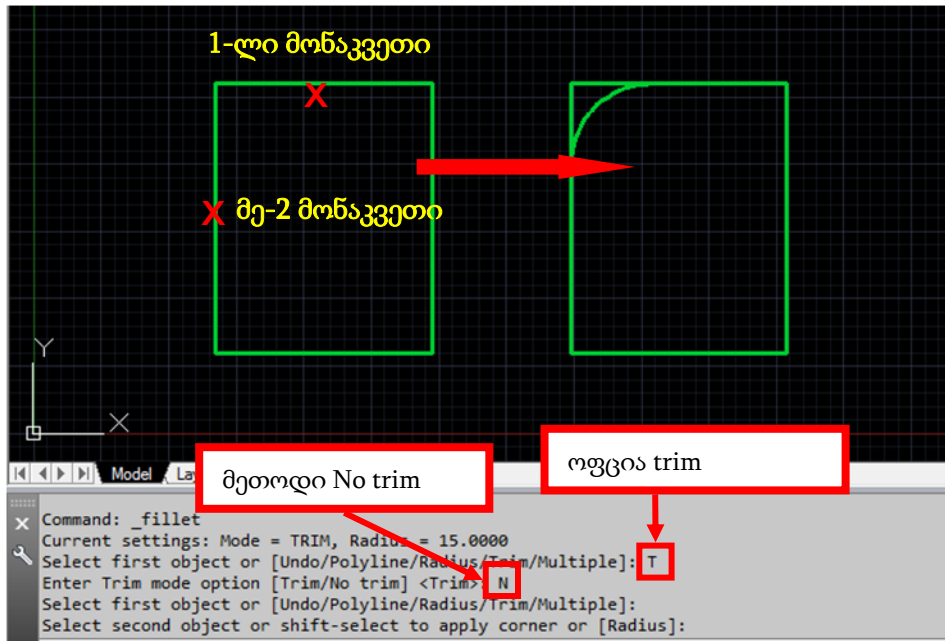 1-ლი მონაკვეთი
X
X მე-2 მონაკვეთი
Y
X
Model La
მეთოდი No trim
ოფცია trim
Command: _fillet
Current settings: Mode = TRIM, Radius = 15.0000
Select first object or [Undo/Polyline/Radius/Trim/Multiple]: T
Enter Trim mode option [Trim/No trim] <Trim>: N
Select first object or [Undo/Polyline/Radius/Trim/Multiple]:
Select second object or shift-select to apply corner or [Radius]: